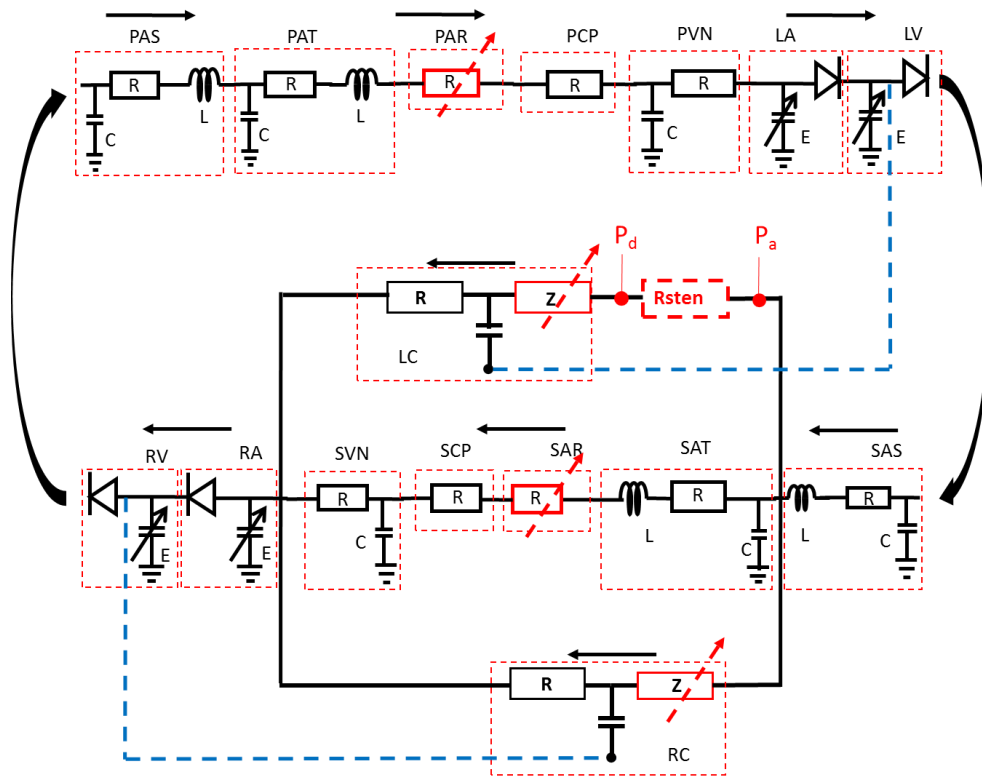 PAS PAT PAR PCP PVN LA LV
R R R R R
L L
C C C E E
Pd Pa
R Z Rsten
LC
RV RA SVN SCP SAR SAT SAS
R R R R R
E E C L C L C
R Z
RC